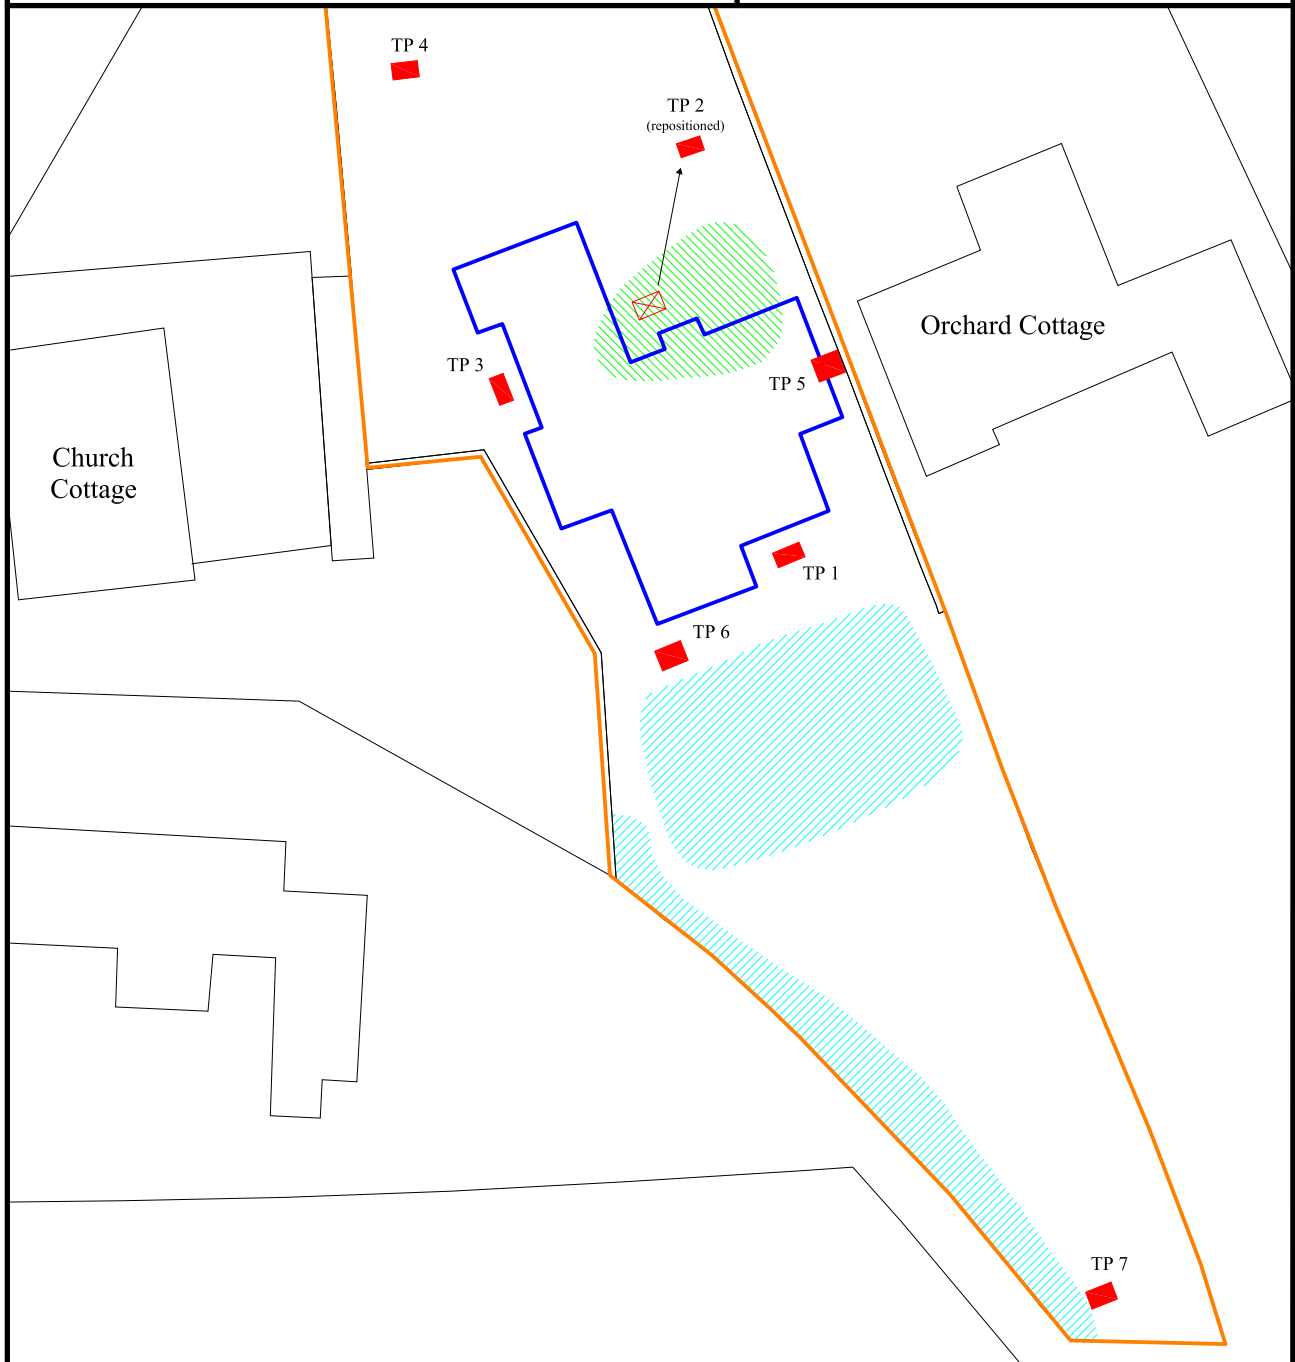 TP 4
TP 2
(repositioned)
Orchard Cottage
TP 3
TP 5
Church
Cottage
TP 1
TP 6
TP 7